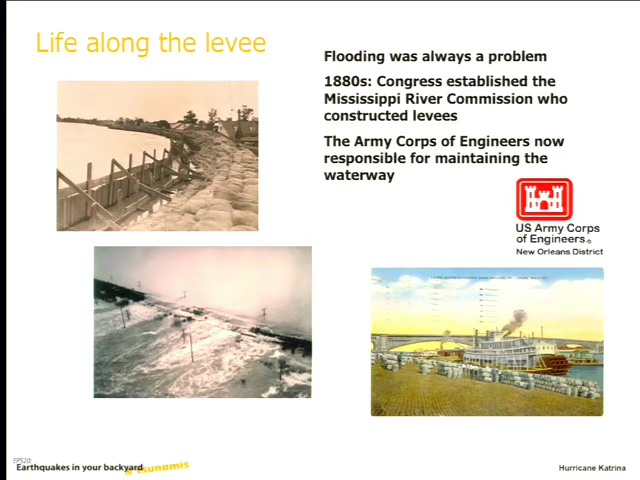 Life along the levee
Flooding was always a problem
1880s: Congress established the
Mississippi River Commission who
constructed levees
The Army Corps of Engineers now
responsible for maintaining the
waterway
US Army Corps
of Engineers®
New Orleans District
EPS20:
Earthquakes in your backyard
& Tsunamis
Hurricane Katrina